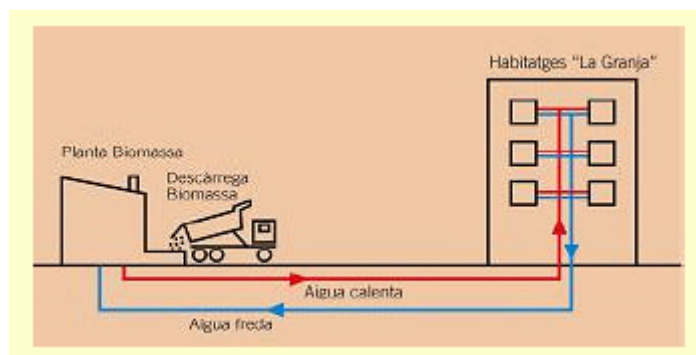 Habitatges "La Granja"
Planta Biomassa
Descàrrega
Biomassa
Aigua calenta
Aigua freda